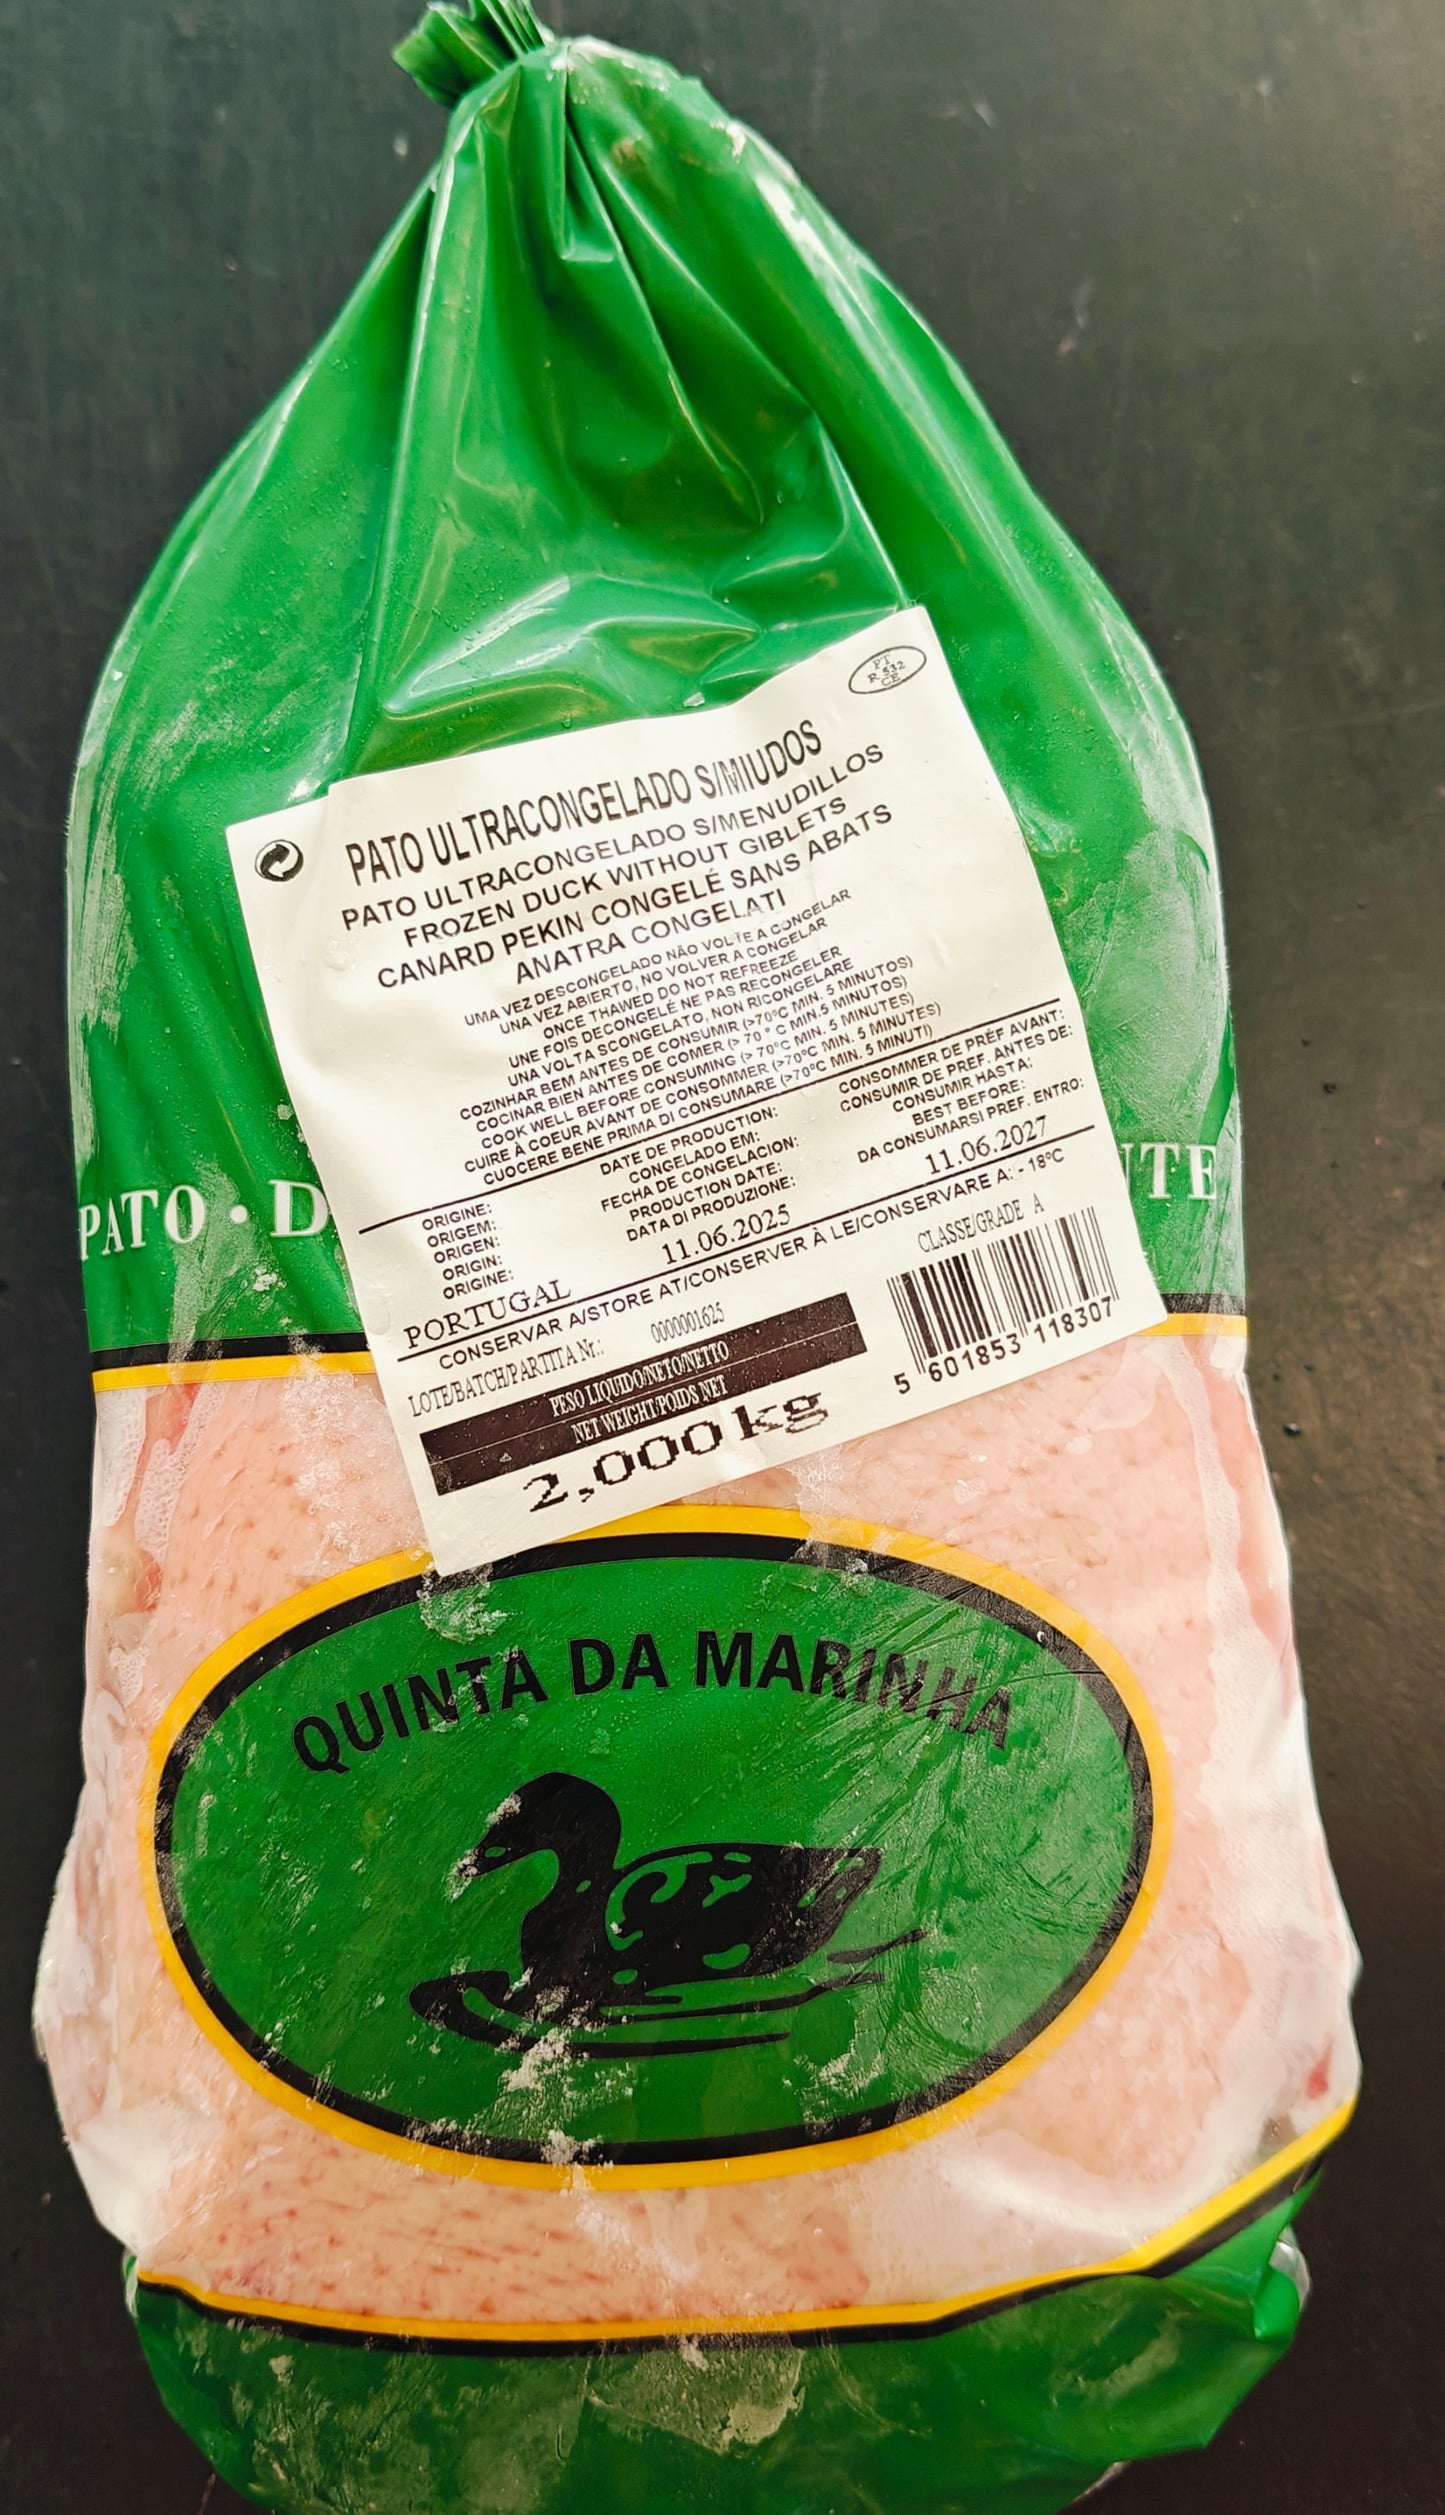 PT
R 532
CE
PATO ULTRACONGELADO S/MIUDOS
PATO ULTRACONGELADO S/MENUDILLOS
FROZEN DUCK WITHOUT GIBLETS
CANARD PEKIN CONGELÉ SANS ABATS
ANATRA CONGELATI
UMA VEZ DESCONGELADO NÃO VOLTE A CONGELAR
UNA VEZ ABIERTO, NO VOLVER A CONGELAR
ONCE THAWED DO NOT REFREEZE
UNE FOIS DECONGELÉ NE PAS RECONGELER
UNA VOLTA SCONGELATO, NON RICONGELARE
COZINHAR BEM ANTES DE CONSUMIR (>70ºC MIN. 5 MINUTOS)
COCINAR BIEN ANTES DE COMER (> 70 º C MIN.5 MINUTOS)
COOK WELL BEFORE CONSUMING (> 70ºC MIN. 5 MINUTES)
CUIRE À COEUR AVANT DE CONSOMMER (>70ºC MIN. 5 MINUTES)
CUOCERE BENE PRIMA DI CONSUMARE (>70ºC MIN. 5 MINUTI)
ORIGINE:
ORIGEM:
ORIGEN:
ORIGIN:
ORIGINE:
PORTUGAL
DATE DE PRODUCTION:
CONGELADO EM:
FECHA DE CONGELACION:
PRODUCTION DATE:
DATA DI PRODUZIONE:
11.06.2025
CONSOMMER DE PRÉF AVANT:
CONSUMIR DE PREF. ANTES DE:
CONSUMIR HASTA:
BEST BEFORE:
DA CONSUMARSI PREF. ENTRO:
11.06.2027
CONSERVAR A/STORE AT/CONSERVER À LE/CONSERVARE A: - 18ºC
LOTE/BATCH/PARTITA Nr.: 0000001625
CLASSE/GRADE A
PESO LIQUIDO/NETO/NETTO
NET WEIGHT/POIDS NET
2,000 kg
5 601853 118307
PATO · D
NTE
QUINTA DA MARINHA